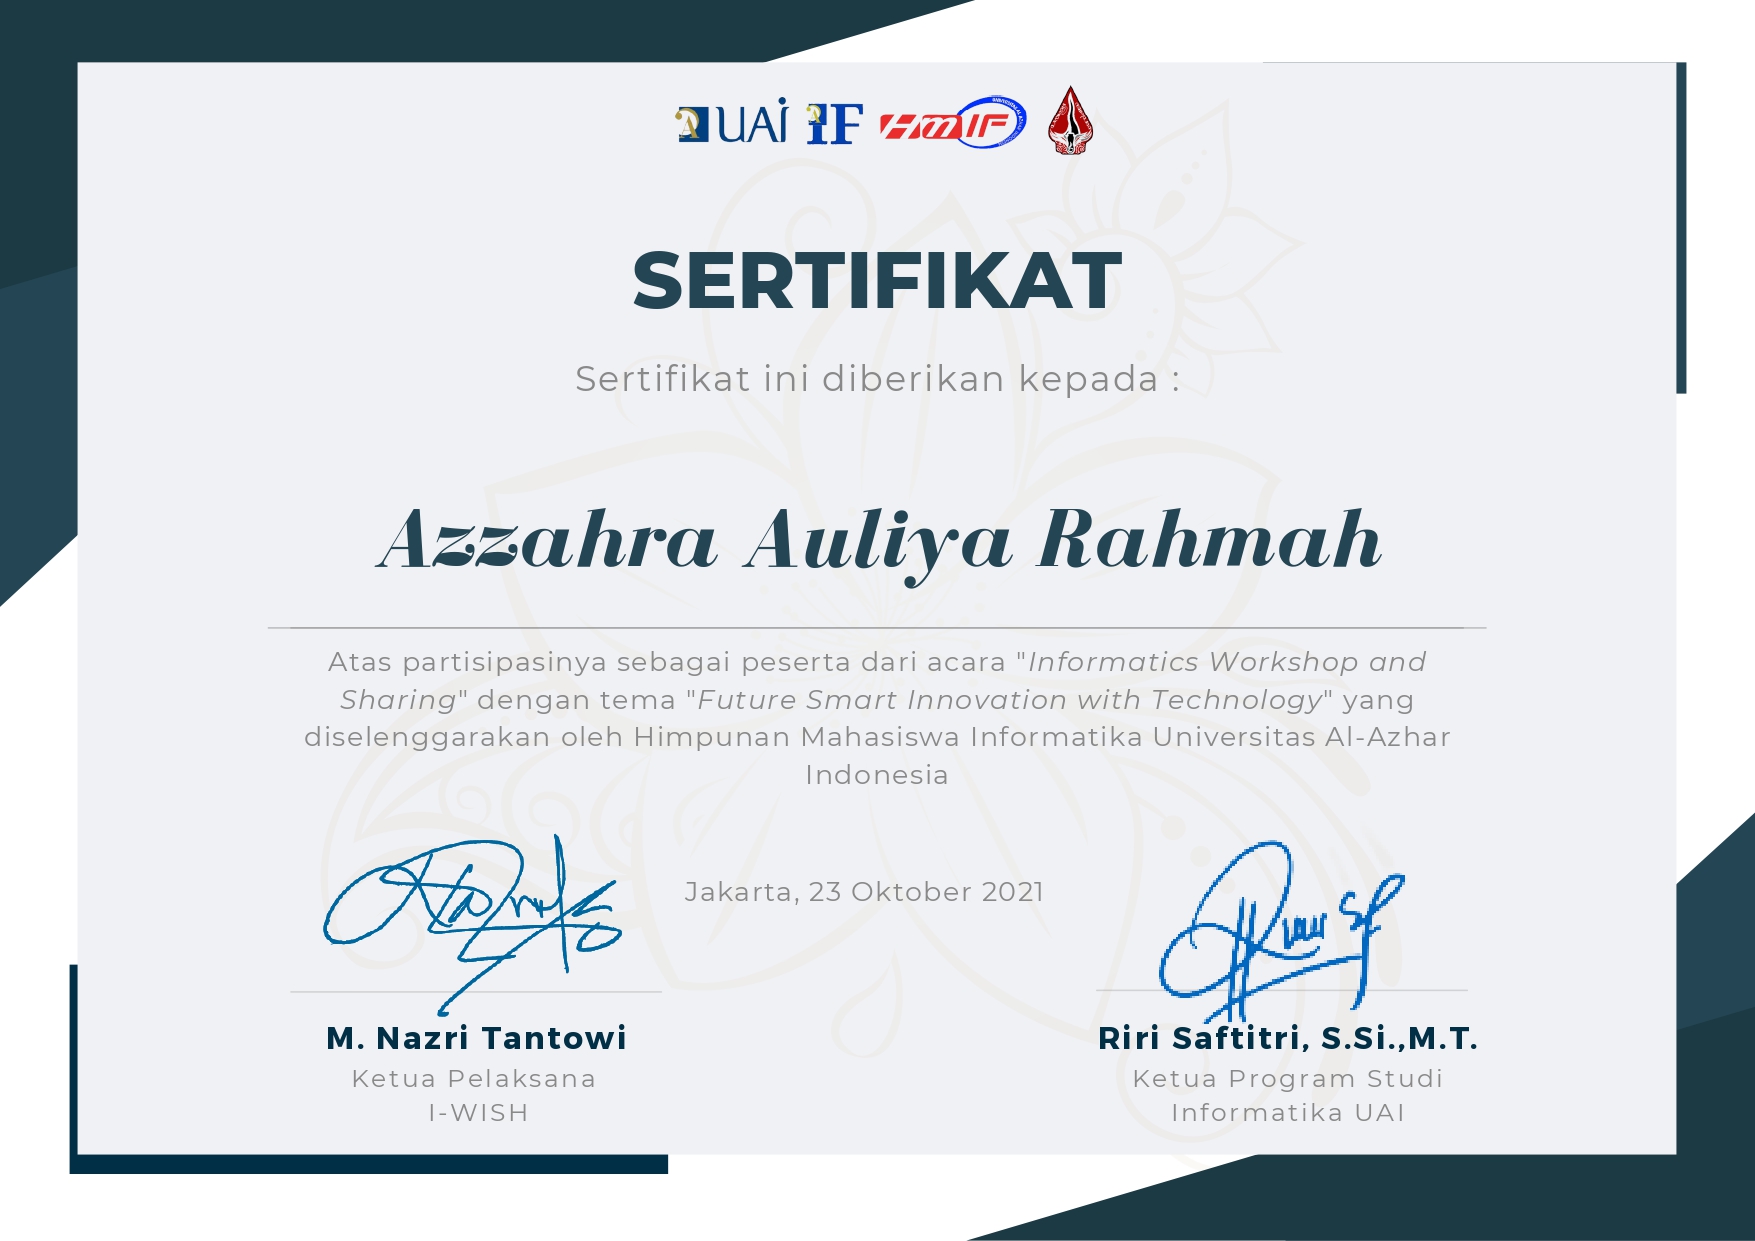 UAI IF HMIF
SERTIFIKAT
Sertifikat ini diberikan kepada :
Azzahra Auliya Rahmah
Atas partisipasinya sebagai peserta dari acara "Informatics Workshop and
Sharing" dengan tema "Future Smart Innovation with Technology" yang
diselenggarakan oleh Himpunan Mahasiswa Informatika Universitas Al-Azhar
Indonesia
Jakarta, 23 Oktober 2021
M. Nazri Tantowi
Ketua Pelaksana
I-WISH
Riri Saftitri, S.Si.,M.T.
Ketua Program Studi
Informatika UAI